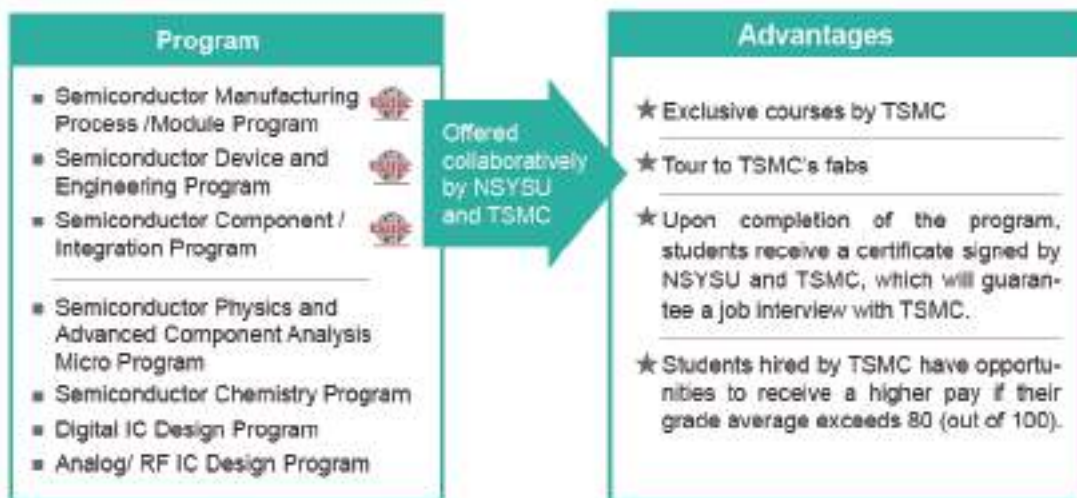 Program
Semiconductor Manufacturing
Process /Module Program
Semiconductor Device and
Engineering Program
Semiconductor Component /
Integration Program
Semiconductor Physics and
Advanced Component Analysis
Micro Program
Semiconductor Chemistry Program
Digital IC Design Program
Analog/ RF IC Design Program
Offered
collaboratively
by NSYSU
and TSMC
Advantages
Exclusive courses by TSMC
Tour to TSMC's fabs
Upon completion of the program,
students receive a certificate signed by
NSYSU and TSMC, which will guaran-
tee a job interview with TSMC.
Students hired by TSMC have opportu-
nities to receive a higher pay if their
grade average exceeds 80 (out of 100).